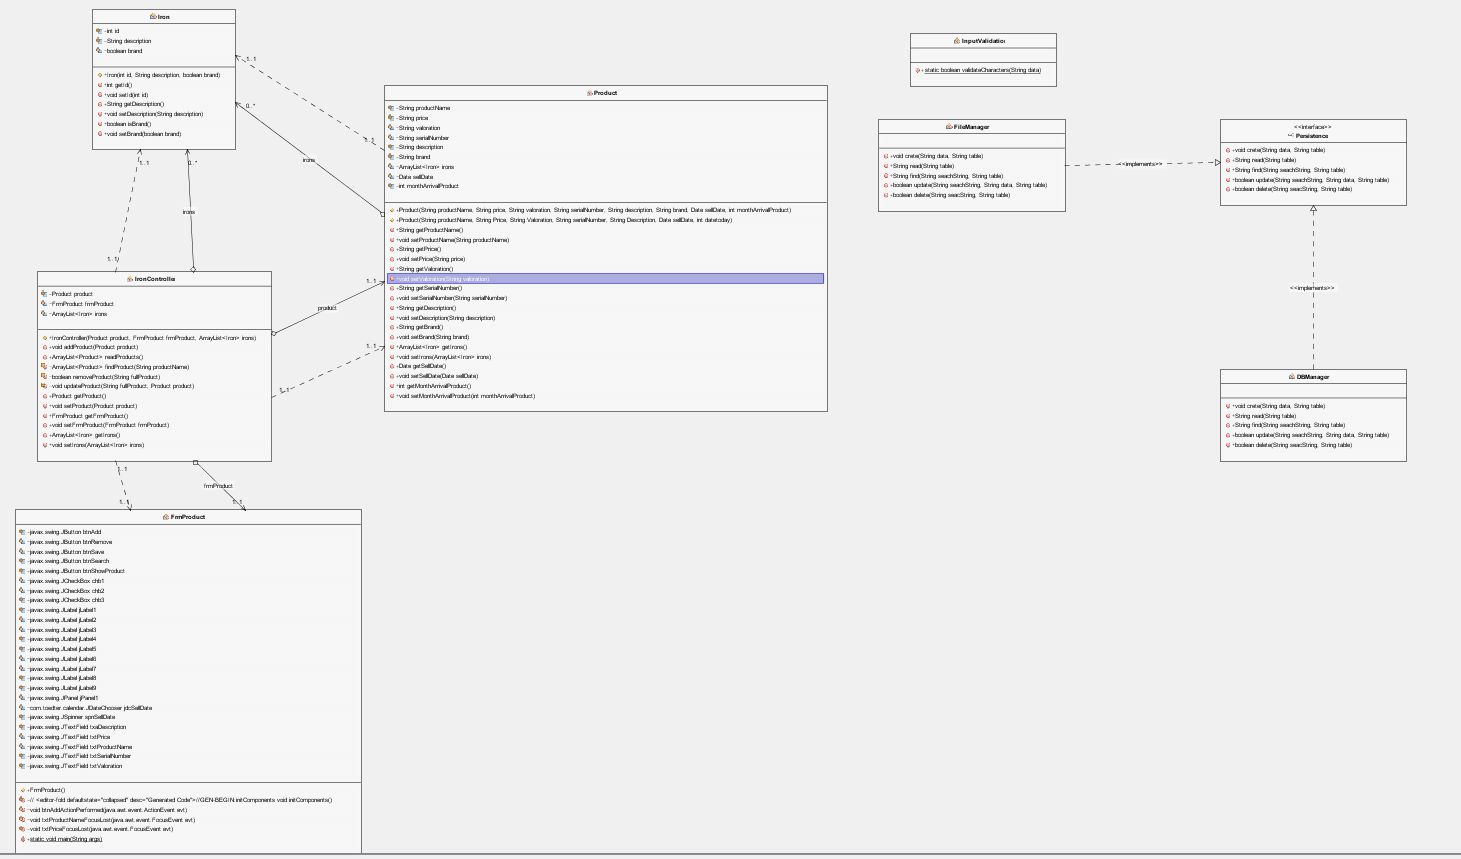 Iron
-int id
-String description
-boolean brand
+Iron(int id, String description, boolean brand)
+int getId()
+void setId(int id)
+String getDescription()
+void setDescription(String description)
+boolean isBrand()
+void setBrand(boolean brand)
1..1
0..*
1..1
irons
1..1
0..*
irons
1..1
Product
-String productName
-String price
-String valoration
-String serialNumber
-String description
-String brand
-ArrayList<Iron> irons
-Date sellDate
-int monthArrivalProduct
+Product(String productName, String price, String valoration, String serialNumber, String description, String brand, Date sellDate, int monthArrivalProduct)
+Product(String productName, String Price, String Valoration, String serialNumber, String Description, Date sellDate, int datetoday)
+String getProductName()
+void setProductName(String productName)
+String getPrice()
+void setPrice(String price)
+String getValoration()
+void setValoration(String valoration)
+String getSerialNumber()
+void setSerialNumber(String serialNumber)
+String getDescription()
+void setDescription(String description)
+String getBrand()
+void setBrand(String brand)
+ArrayList<Iron> getIrons()
+void setIrons(ArrayList<Iron> irons)
+Date getSellDate()
+void setSellDate(Date sellDate)
+int getMonthArrivalProduct()
+void setMonthArrivalProduct(int monthArrivalProduct)
InputValidation
+static boolean validateCharacters(String data)
FileManager
+void crete(String data, String table)
+String read(String table)
+String find(String seachString, String table)
+boolean update(String seachString, String data, String table)
+boolean delete(String seacString, String table)
<<implements>>
<<interface>>
Persistence
+void crete(String data, String table)
+String read(String table)
+String find(String seachString, String table)
+boolean update(String seachString, String data, String table)
+boolean delete(String seacString, String table)
<<implements>>
DBManager
+void crete(String data, String table)
+String read(String table)
+String find(String seachString, String table)
+boolean update(String seachString, String data, String table)
+boolean delete(String seacString, String table)
IronController
-Product product
-FrmProduct frmProduct
-ArrayList<Iron> irons
+IronController(Product product, FrmProduct frmProduct, ArrayList<Iron> irons)
+void addProduct(Product product)
+ArrayList<Product> readProducts()
-ArrayList<Product> findProduct(String productName)
-boolean removeProduct(String fullProduct)
-void updateProduct(String fullProduct, Product product)
+Product getProduct()
+void setProduct(Product product)
+FrmProduct getFrmProduct()
+void setFrmProduct(FrmProduct frmProduct)
+ArrayList<Iron> getIrons()
+void setIrons(ArrayList<Iron> irons)
1..1
product
1..1
1..1
1..1
frmProduct
1..1
1..1
FrmProduct
-javax.swing.JButton btnAdd
-javax.swing.JButton btnRemove
-javax.swing.JButton btnSave
-javax.swing.JButton btnSearch
-javax.swing.JButton btnShowProduct
-javax.swing.JCheckBox chb1
-javax.swing.JCheckBox chb2
-javax.swing.JCheckBox chb3
-javax.swing.JLabel jLabel1
-javax.swing.JLabel jLabel2
-javax.swing.JLabel jLabel3
-javax.swing.JLabel jLabel4
-javax.swing.JLabel jLabel5
-javax.swing.JLabel jLabel6
-javax.swing.JLabel jLabel7
-javax.swing.JLabel jLabel8
-javax.swing.JLabel jLabel9
-javax.swing.JPanel jPanel1
-com.toedter.calendar.JDateChooser jdcSellDate
-javax.swing.JSpinner spnSellDate
-javax.swing.JTextField txaDescription
-javax.swing.JTextField txtPrice
-javax.swing.JTextField txtProductName
-javax.swing.JTextField txtSerialNumber
-javax.swing.JTextField txtValoration
+FrmProduct()
-// <editor-fold defaultstate="collapsed" desc="Generated Code">//GEN-BEGIN:initComponents void initComponents()
-void btnAddActionPerformed(java.awt.event.ActionEvent evt)
-void txtProductNameFocusLost(java.awt.event.FocusEvent evt)
-void txtPriceFocusLost(java.awt.event.FocusEvent evt)
+static void main(String args)